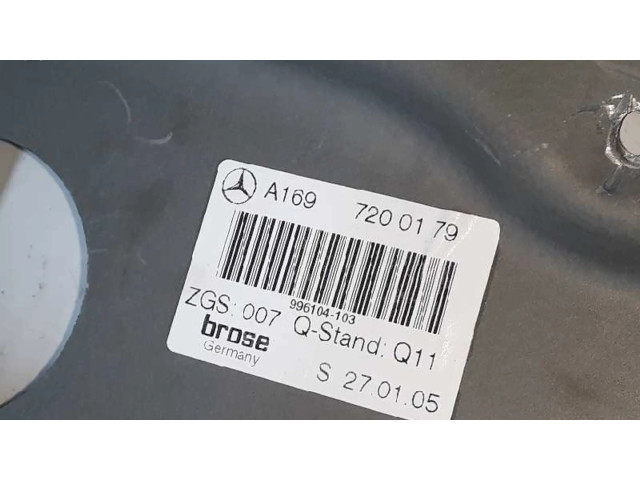 A169 720 01 79
996104-103
ZGS: 007 Q-Stand: Q11
brose
Germany
S 27.01.05